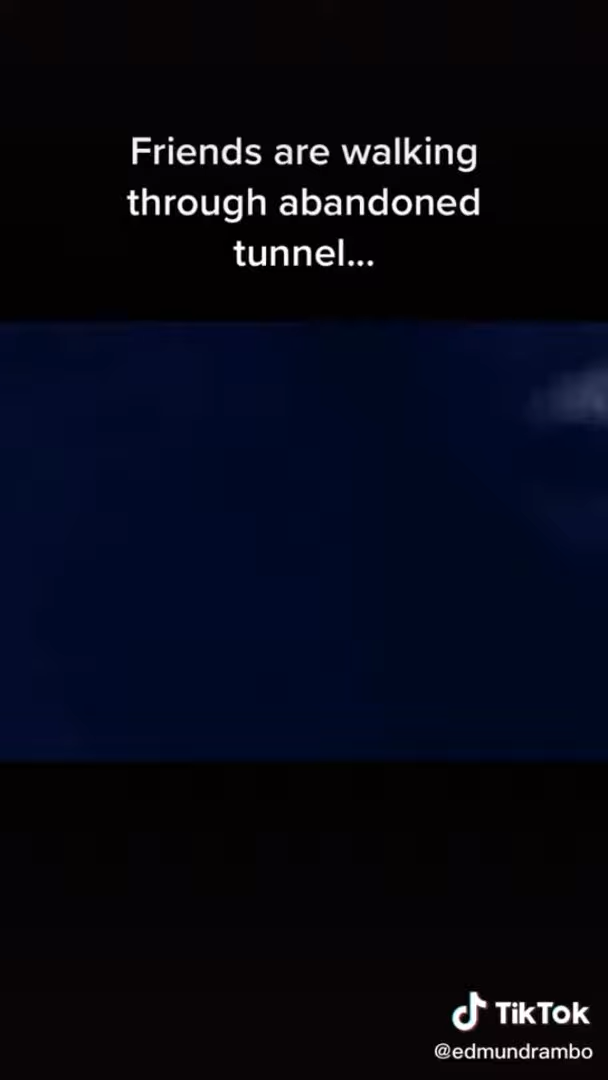 Friends are walking
through abandoned
tunnel...
TikTok
@edmundrambo